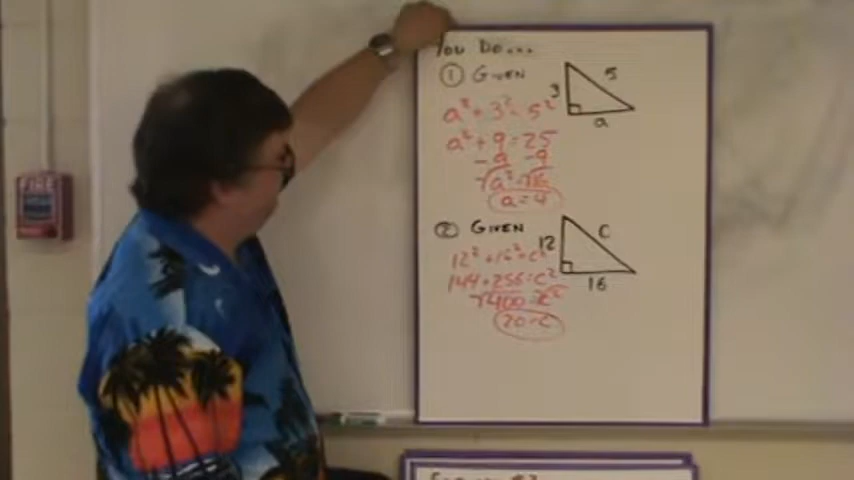 FIRE
You Do...
① GIVEN
3
5
a
a² + 3² = 5²
a² + 9 = 25
- 9 - 9
√a² = √16
a = 4
② GIVEN
12
C
16
12² + 16² = c²
144 + 256 = c²
√400 = √c²
20 = c